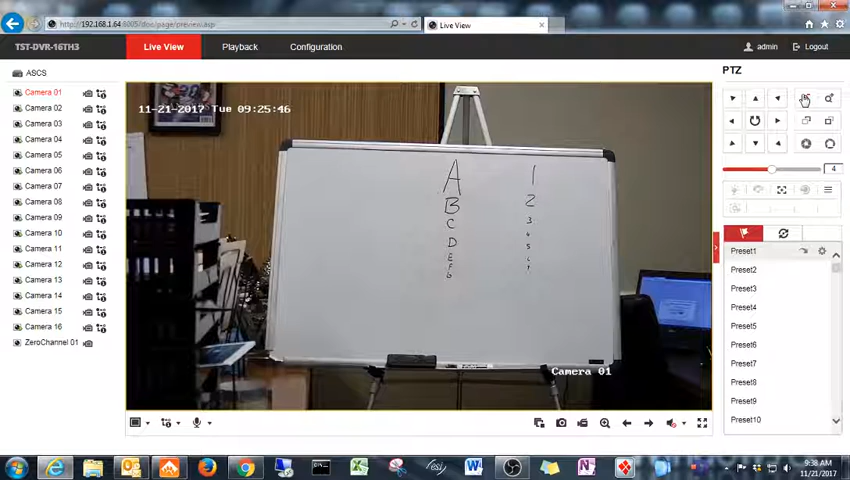 http://192.168.1.64:6005/doc/page/preview.asp
Live View
TST-DVR-16TH3
Live View
Playback
Configuration
admin
Logout
ASCS
PTZ
Camera 01
Camera 02
Camera 03
Camera 04
Camera 05
Camera 06
Camera 07
Camera 08
Camera 09
Camera 10
Camera 11
Camera 12
Camera 13
Camera 14
Camera 15
Camera 16
ZeroChannel 01
11-21-2017 Tue 09:25:46
A 1
B 2
C 3
D 4
E 5
F 6
G 7
Camera 01
4
Preset1
Preset2
Preset3
Preset4
Preset5
Preset6
Preset7
Preset8
Preset9
Preset10
9:38 AM
11/21/2017